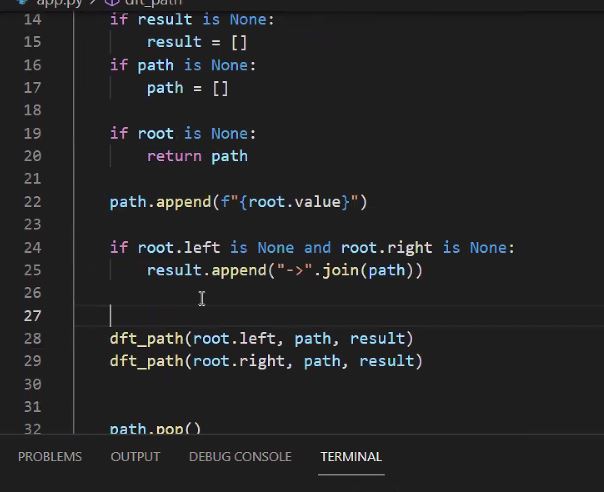 app.py > dft_path
14 if result is None:
15 result = []
16 if path is None:
17 path = []
18
19 if root is None:
20 return path
21
22 path.append(f"{root.value}")
23
24 if root.left is None and root.right is None:
25 result.append("->".join(path))
26
27
28 dft_path(root.left, path, result)
29 dft_path(root.right, path, result)
30
31
32 path.pop()
PROBLEMS OUTPUT DEBUG CONSOLE TERMINAL